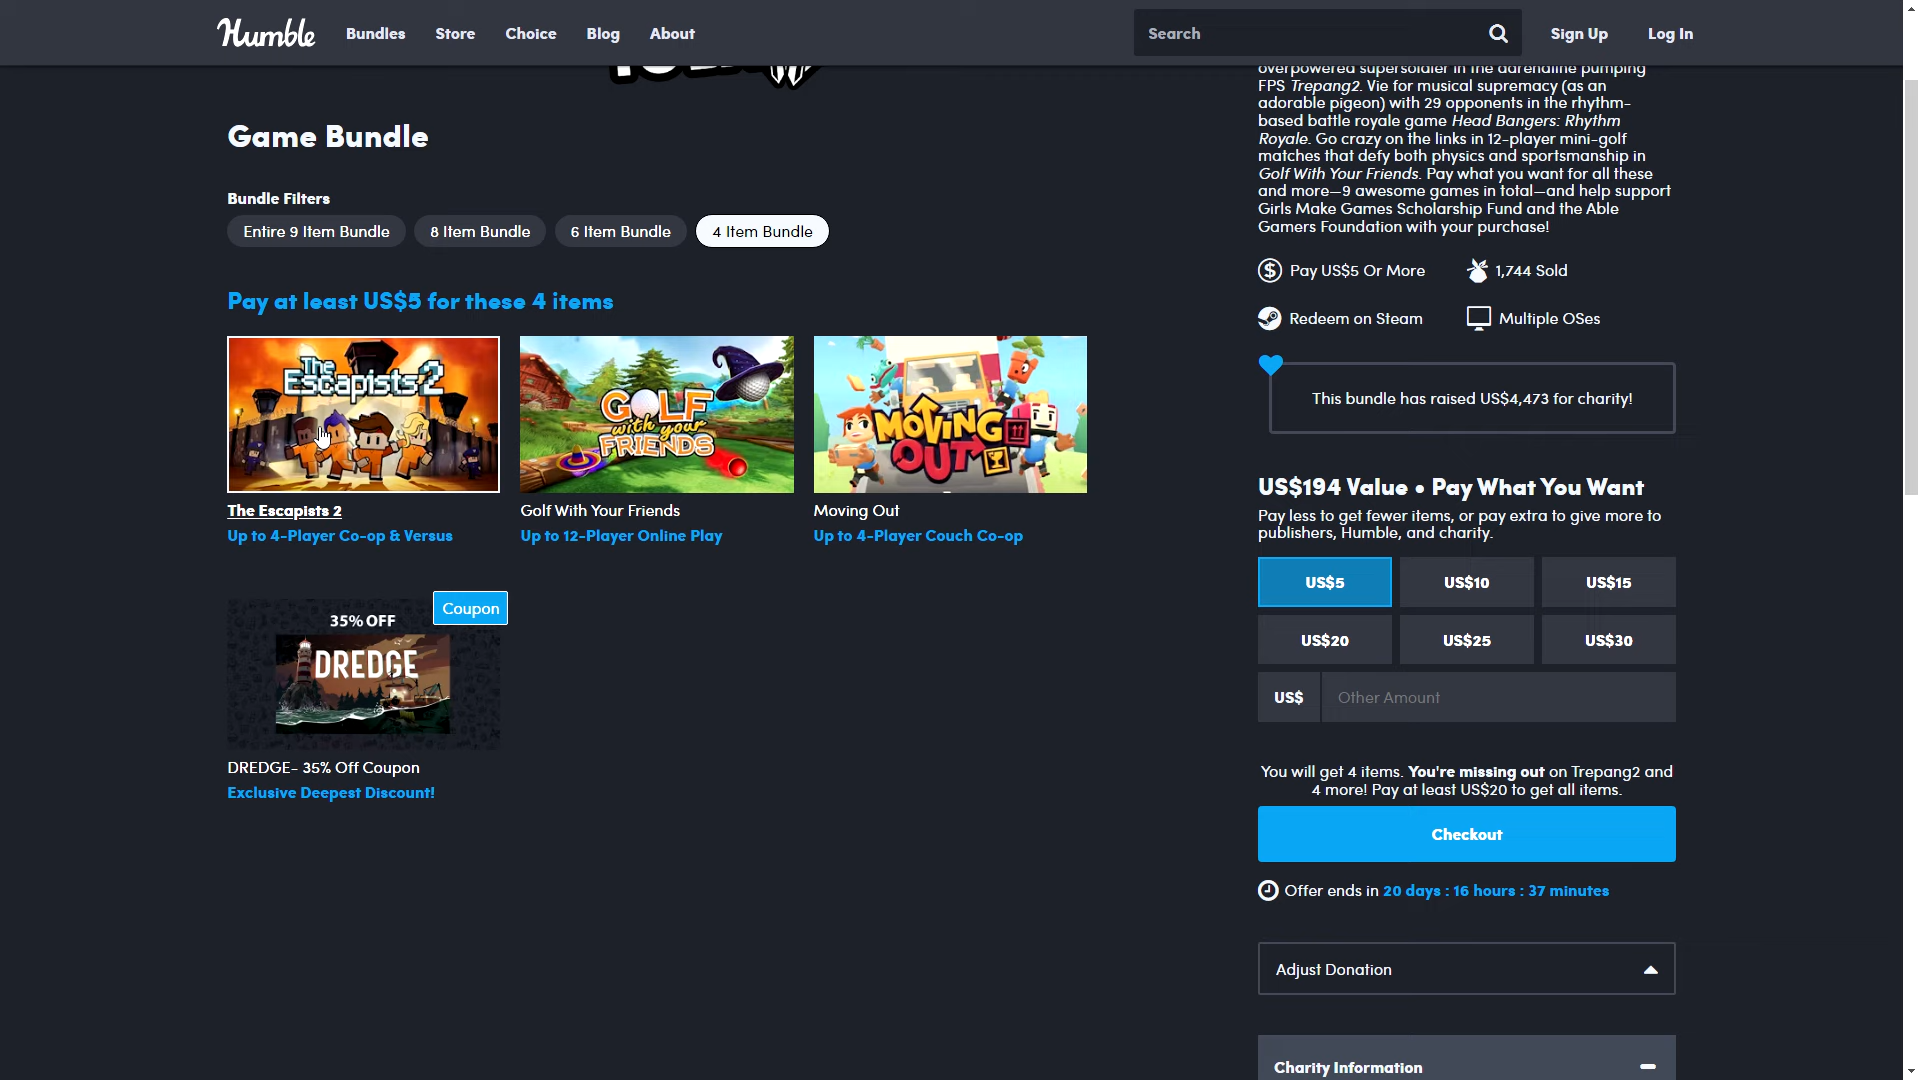 Humble
Bundles
Store
Choice
Blog
About
Search
Sign Up
Log In
Game Bundle
Bundle Filters
Entire 9 Item Bundle
8 Item Bundle
6 Item Bundle
4 Item Bundle
Pay at least US$5 for these 4 items
The
Escapists 2
The Escapists 2
Up to 4-Player Co-op & Versus
GOLF
with your
FRIENDS
Golf With Your Friends
Up to 12-Player Online Play
MOVING
OUT
Moving Out
Up to 4-Player Couch Co-op
Coupon
35% OFF
DREDGE
DREDGE- 35% Off Coupon
Exclusive Deepest Discount!
overpowered supersoldier in the adrenaline pumping
FPS Trepang2. Vie for musical supremacy (as an
adorable pigeon) with 29 opponents in the rhythm-
based battle royale game Head Bangers: Rhythm
Royale. Go crazy on the links in 12-player mini-golf
matches that defy both physics and sportsmanship in
Golf With Your Friends. Pay what you want for all these
and more—9 awesome games in total—and help support
Girls Make Games Scholarship Fund and the Able
Gamers Foundation with your purchase!
Pay US$5 Or More
1,744 Sold
Redeem on Steam
Multiple OSes
This bundle has raised US$4,473 for charity!
US$194 Value • Pay What You Want
Pay less to get fewer items, or pay extra to give more to
publishers, Humble, and charity.
US$5
US$10
US$15
US$20
US$25
US$30
US$
Other Amount
You will get 4 items. You're missing out on Trepang2 and
4 more! Pay at least US$20 to get all items.
Checkout
Offer ends in 20 days : 16 hours : 37 minutes
Adjust Donation
Charity Information